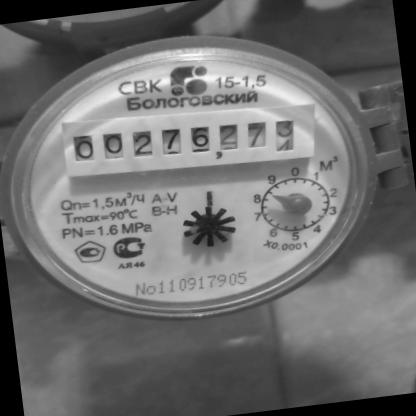 СВК 15-1,5
Бологовский
00276,273
M³
Qn=1,5м³/ч A-V
Tmax=90°C B-H
PN=1.6 MPa
9 0 1
8 2
7 3
6 5 4
X0,0001
АЯ46
No110917905